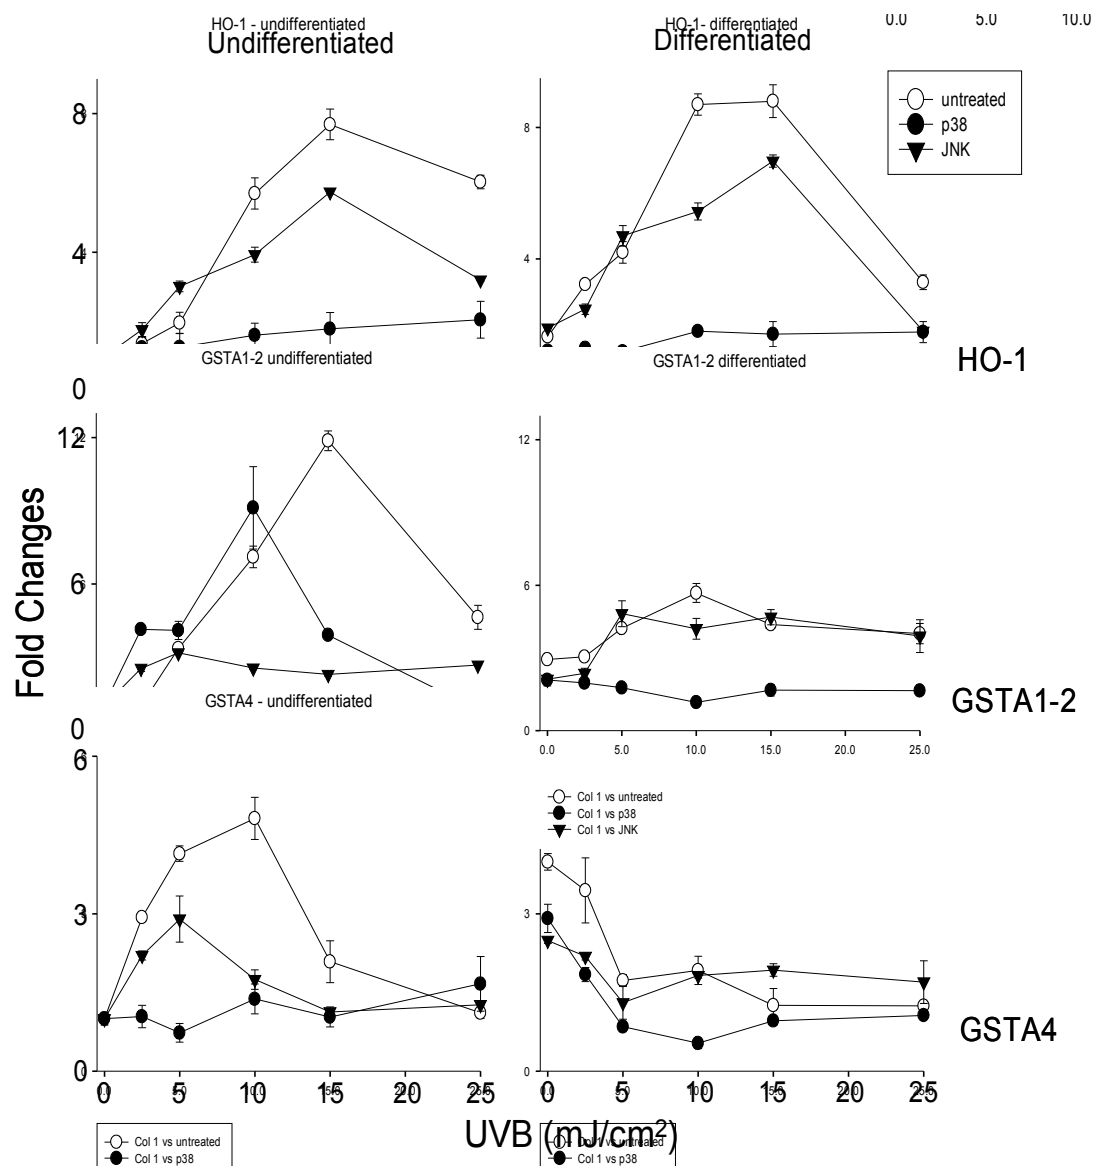 HO-1 - undifferentiated
Undifferentiated
HO-1- differentiated
Differentiated
0.0 5.0 10.0
untreated
p38
JNK
8
4
8
4
GSTA1-2 undifferentiated
GSTA1-2 differentiated
HO-1
0
12
6
Fold Changes
12
6
0
0.0 5.0 10.0 15.0 20.0 25.0
GSTA1-2
GSTA4 - undifferentiated
0
6
3
0
Col 1 vs untreated
Col 1 vs p38
Col 1 vs JNK
3
0
GSTA4
0 5 10 15 20 25
0 5 10 15 20 25
UVB (mJ/cm²)
Col 1 vs untreated
Col 1 vs p38
Col 1 vs untreated
Col 1 vs p38